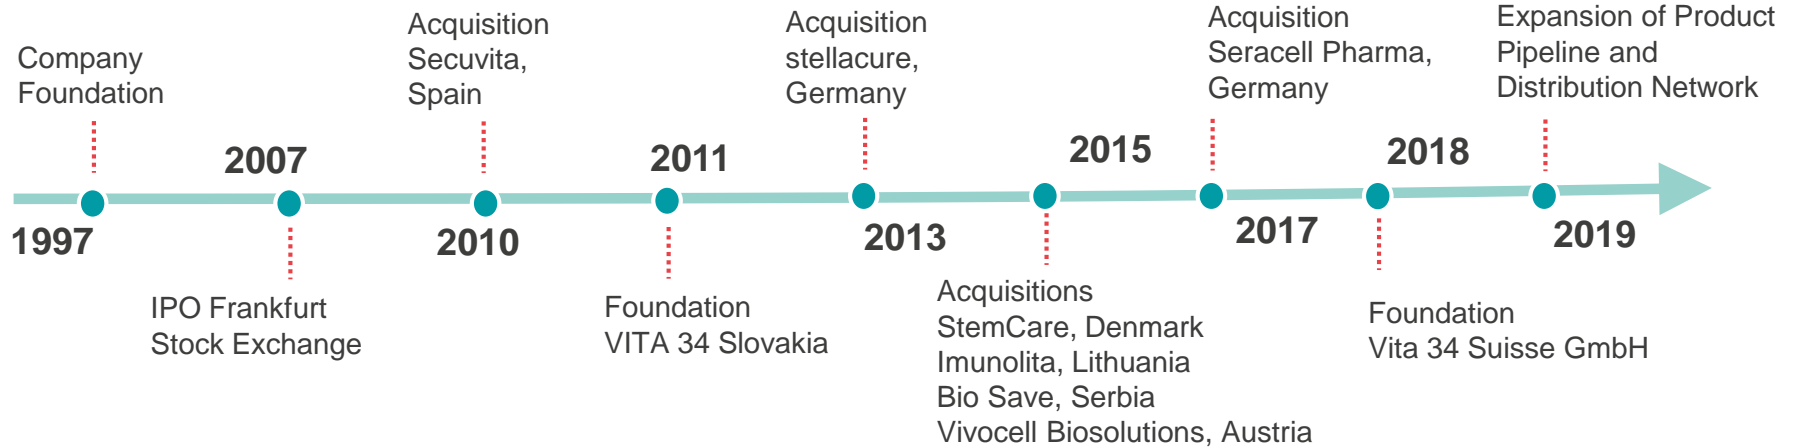 Company
Foundation
1997
2007
IPO Frankfurt
Stock Exchange
Acquisition
Secuvita,
Spain
2010
2011
Foundation
VITA 34 Slovakia
Acquisition
stellacure,
Germany
2013
2015
Acquisitions
StemCare, Denmark
Imunolita, Lithuania
Bio Save, Serbia
Vivocell Biosolutions, Austria
Acquisition
Seracell Pharma,
Germany
2017
2018
Foundation
Vita 34 Suisse GmbH
Expansion of Product
Pipeline and
Distribution Network
2019